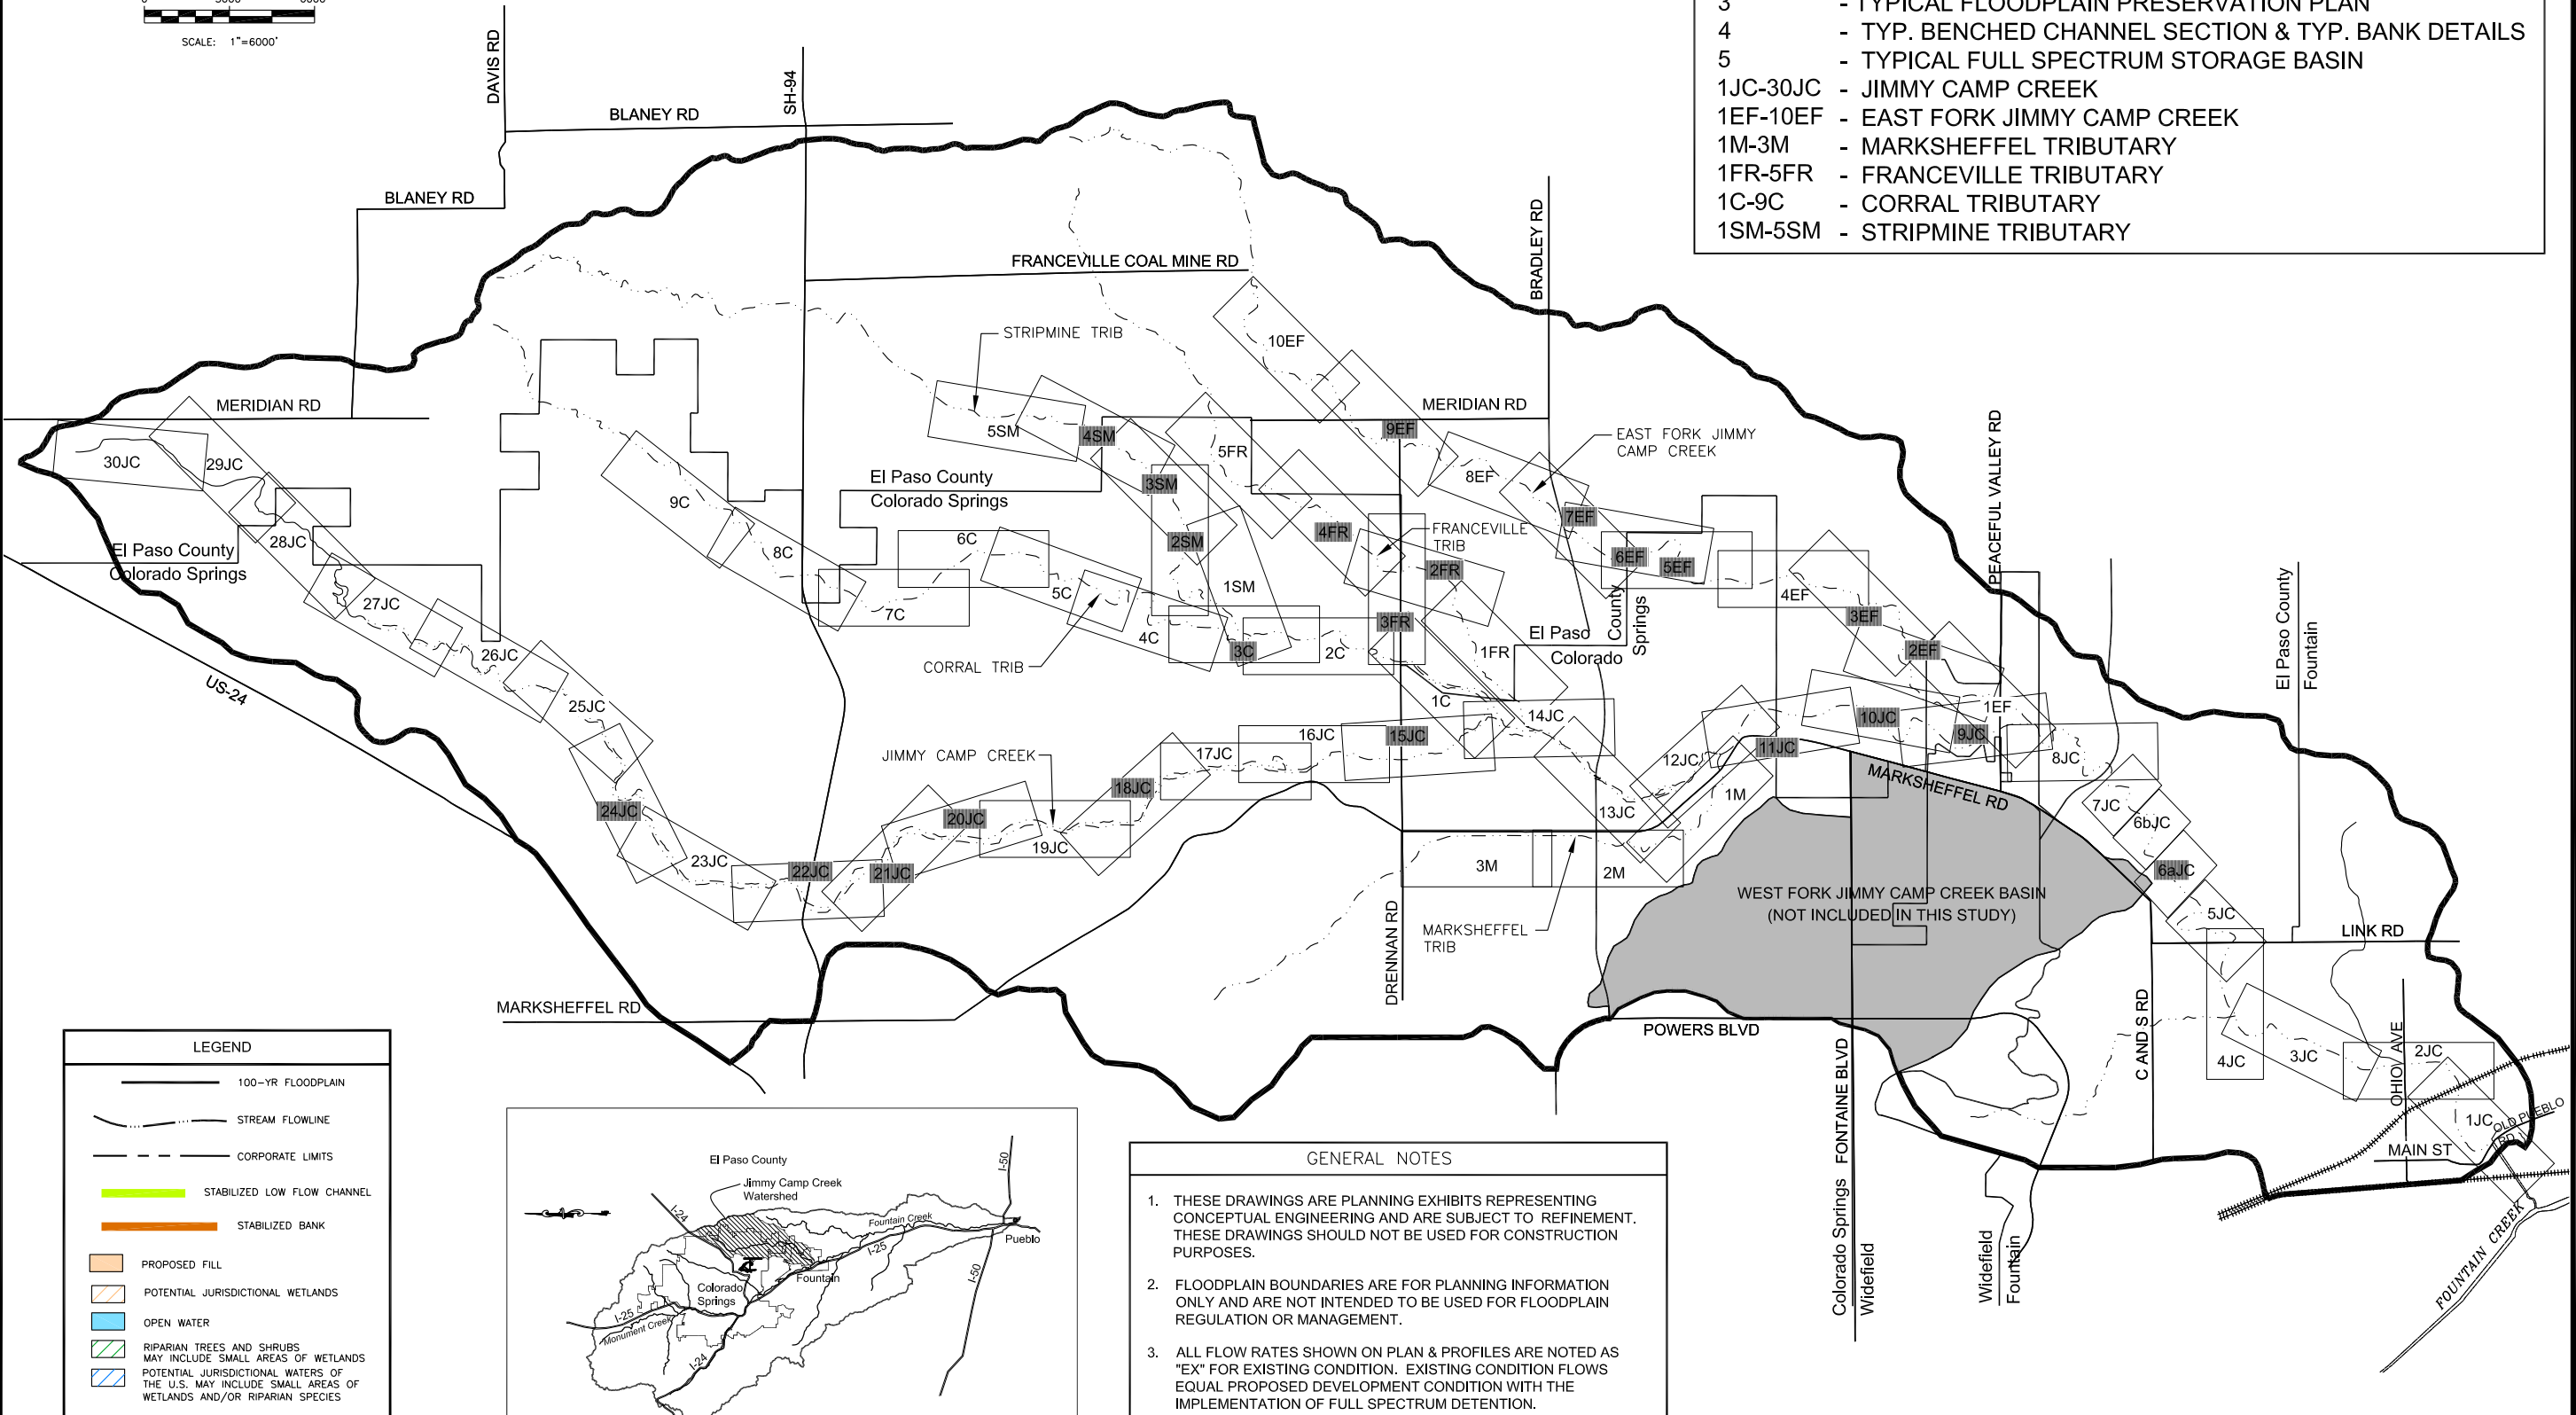 SCALE: 1"=6000'
3 - TYPICAL FLOODPLAIN PRESERVATION PLAN
4 - TYP. BENCHED CHANNEL SECTION & TYP. BANK DETAILS
5 - TYPICAL FULL SPECTRUM STORAGE BASIN
1JC-30JC - JIMMY CAMP CREEK
1EF-10EF - EAST FORK JIMMY CAMP CREEK
1M-3M - MARKSHEFFEL TRIBUTARY
1FR-5FR - FRANCEVILLE TRIBUTARY
1C-9C - CORRAL TRIBUTARY
1SM-5SM - STRIPMINE TRIBUTARY
DAVIS RD
SH-94
BLANEY RD
BLANEY RD
BRADLEY RD
FRANCEVILLE COAL MINE RD
STRIPMINE TRIB
10EF
MERIDIAN RD
MERIDIAN RD
5SM
4SM
9EF
EAST FORK JIMMY
CAMP CREEK
PEACEFUL VALLEY RD
30JC
29JC
5FR
8EF
El Paso County
Colorado Springs
3SM
9C
7EF
28JC
El Paso County
Colorado Springs
8C
6C
2SM
4FR
FRANCEVILLE
TRIB
6EF
5EF
2FR
27JC
7C
5C
1SM
4EF
3EF
County
Springs
3FR
El Paso
Colorado
4C
3C
2C
1FR
2EF
26JC
CORRAL TRIB
US-24
25JC
1C
14JC
1EF
10JC
9JC
El Paso County
Fountain
JIMMY CAMP CREEK
17JC
16JC
15JC
11JC
12JC
8JC
MARKSHEFFEL RD
24JC
18JC
20JC
19JC
13JC
1M
7JC
6bJC
23JC
22JC
21JC
3M
2M
6aJC
WEST FORK JIMMY CAMP CREEK BASIN
(NOT INCLUDED IN THIS STUDY)
DRENNAN RD
MARKSHEFFEL
TRIB
5JC
LINK RD
MARKSHEFFEL RD
POWERS BLVD
C AND S RD
4JC
3JC
2JC
OHIO AVE
1JC
OLD PUEBLO
RD
MAIN ST
FOUNTAIN CREEK
FONTAINE BLVD
Colorado Springs
Widefield
Widefield
Fountain
LEGEND
100-YR FLOODPLAIN
STREAM FLOWLINE
CORPORATE LIMITS
STABILIZED LOW FLOW CHANNEL
STABILIZED BANK
PROPOSED FILL
POTENTIAL JURISDICTIONAL WETLANDS
OPEN WATER
RIPARIAN TREES AND SHRUBS
MAY INCLUDE SMALL AREAS OF WETLANDS
POTENTIAL JURISDICTIONAL WATERS OF
THE U.S. MAY INCLUDE SMALL AREAS OF
WETLANDS AND/OR RIPARIAN SPECIES
El Paso County
Jimmy Camp Creek
Watershed
I-50
I-24
Fountain Creek
Pueblo
I-25
Fountain
I-50
Colorado
Springs
I-25
Monument Creek
I-24
GENERAL NOTES
1. THESE DRAWINGS ARE PLANNING EXHIBITS REPRESENTING
CONCEPTUAL ENGINEERING AND ARE SUBJECT TO REFINEMENT.
THESE DRAWINGS SHOULD NOT BE USED FOR CONSTRUCTION
PURPOSES.
2. FLOODPLAIN BOUNDARIES ARE FOR PLANNING INFORMATION
ONLY AND ARE NOT INTENDED TO BE USED FOR FLOODPLAIN
REGULATION OR MANAGEMENT.
3. ALL FLOW RATES SHOWN ON PLAN & PROFILES ARE NOTED AS
"EX" FOR EXISTING CONDITION. EXISTING CONDITION FLOWS
EQUAL PROPOSED DEVELOPMENT CONDITION WITH THE
IMPLEMENTATION OF FULL SPECTRUM DETENTION.